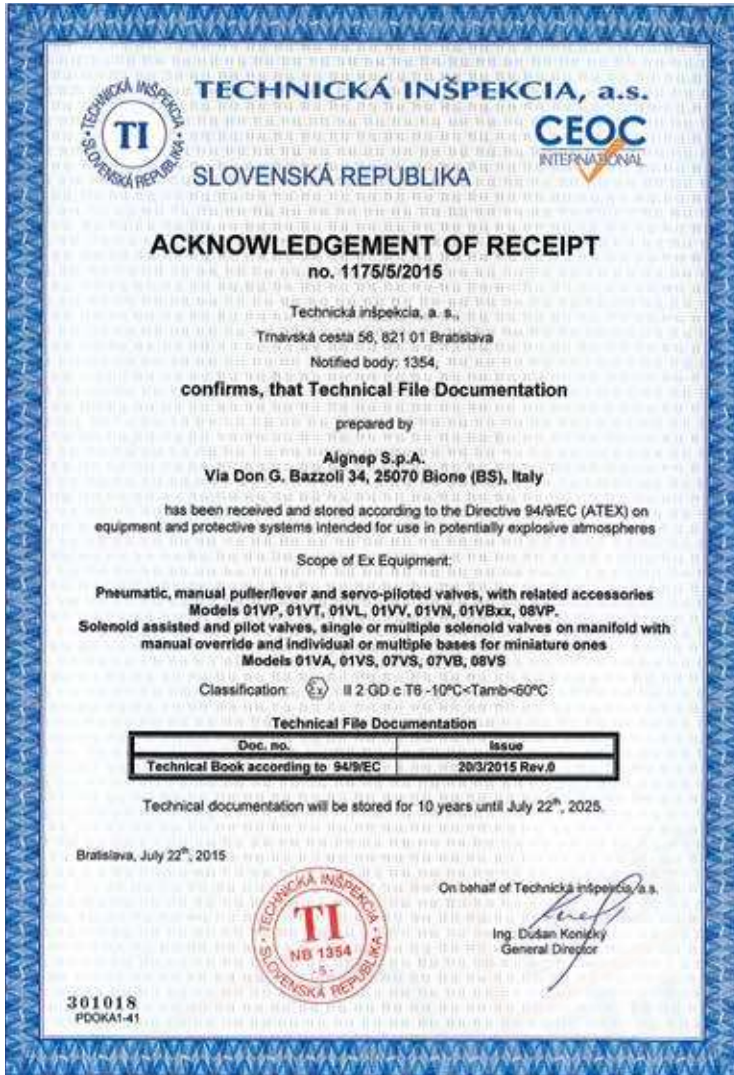 TECHNICKÁ INŠPEKCIA • SLOVENSKÁ REPUBLIKA •
TI
TECHNICKÁ INŠPEKCIA, a.s.
CEOC
INTERNATIONAL
SLOVENSKÁ REPUBLIKA
ACKNOWLEDGEMENT OF RECEIPT
no. 1175/5/2015
Technická inšpekcia, a. s.,
Trnavská cesta 56, 821 01 Bratislava
Notified body: 1354,
confirms, that Technical File Documentation
prepared by
Aignep S.p.A.
Via Don G. Bazzoli 34, 25070 Bione (BS), Italy
has been received and stored according to the Directive 94/9/EC (ATEX) on
equipment and protective systems intended for use in potentially explosive atmospheres
Scope of Ex Equipment:
Pneumatic, manual puller/lever and servo-piloted valves, with related accessories
Models 01VP, 01VT, 01VL, 01VV, 01VN, 01VBxx, 08VP.
Solenoid assisted and pilot valves, single or multiple solenoid valves on manifold with
manual override and individual or multiple bases for miniature ones
Models 01VA, 01VS, 07VS, 07VB, 08VS
Classification: Ex II 2 GD c T6 -10ºC<Tamb<60ºC
Technical File Documentation
Doc. no. Issue
Technical Book according to 94/9/EC 20/3/2015 Rev.0
Technical documentation will be stored for 10 years until July 22th, 2025.
Bratislava, July 22th, 2015
TECHNICKÁ INŠPEKCIA • SLOVENSKÁ REPUBLIKA •
TI
NB 1354
-5-
On behalf of Technická inšpekcia, a.s.
Ing. Dušan Konický
General Director
301018
PDOKA1-41